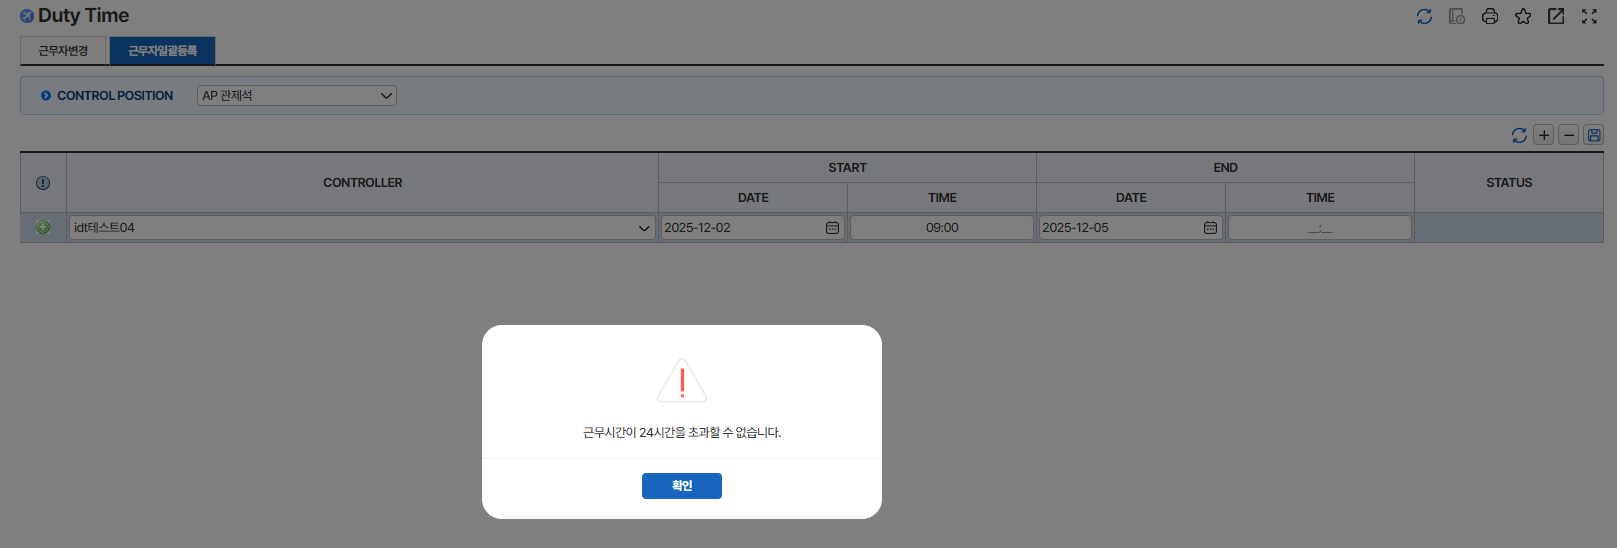 Duty Time
근무자변경
근무자일괄등록
CONTROL POSITION
AP 관제석
CONTROLLER
START
END
STATUS
DATE
TIME
DATE
TIME
idt테스트04
2025-12-02
09:00
2025-12-05
__:__
근무시간이 24시간을 초과할 수 없습니다.
확인